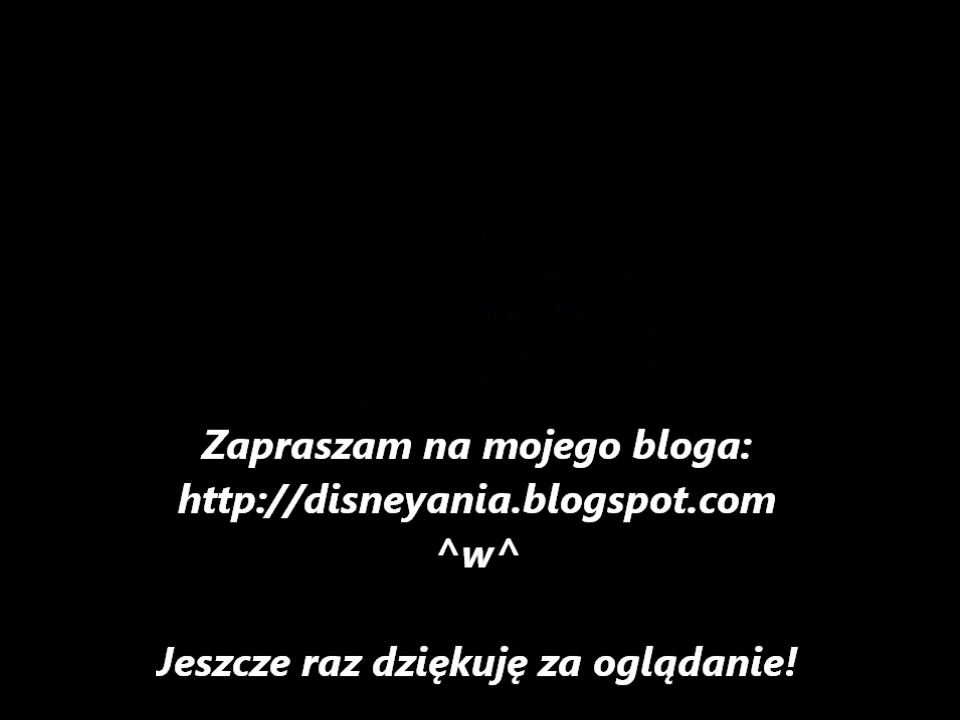 Zapraszam na mojego bloga:
http://disneyania.blogspot.com
^w^
Jeszcze raz dziękuję za oglądanie!